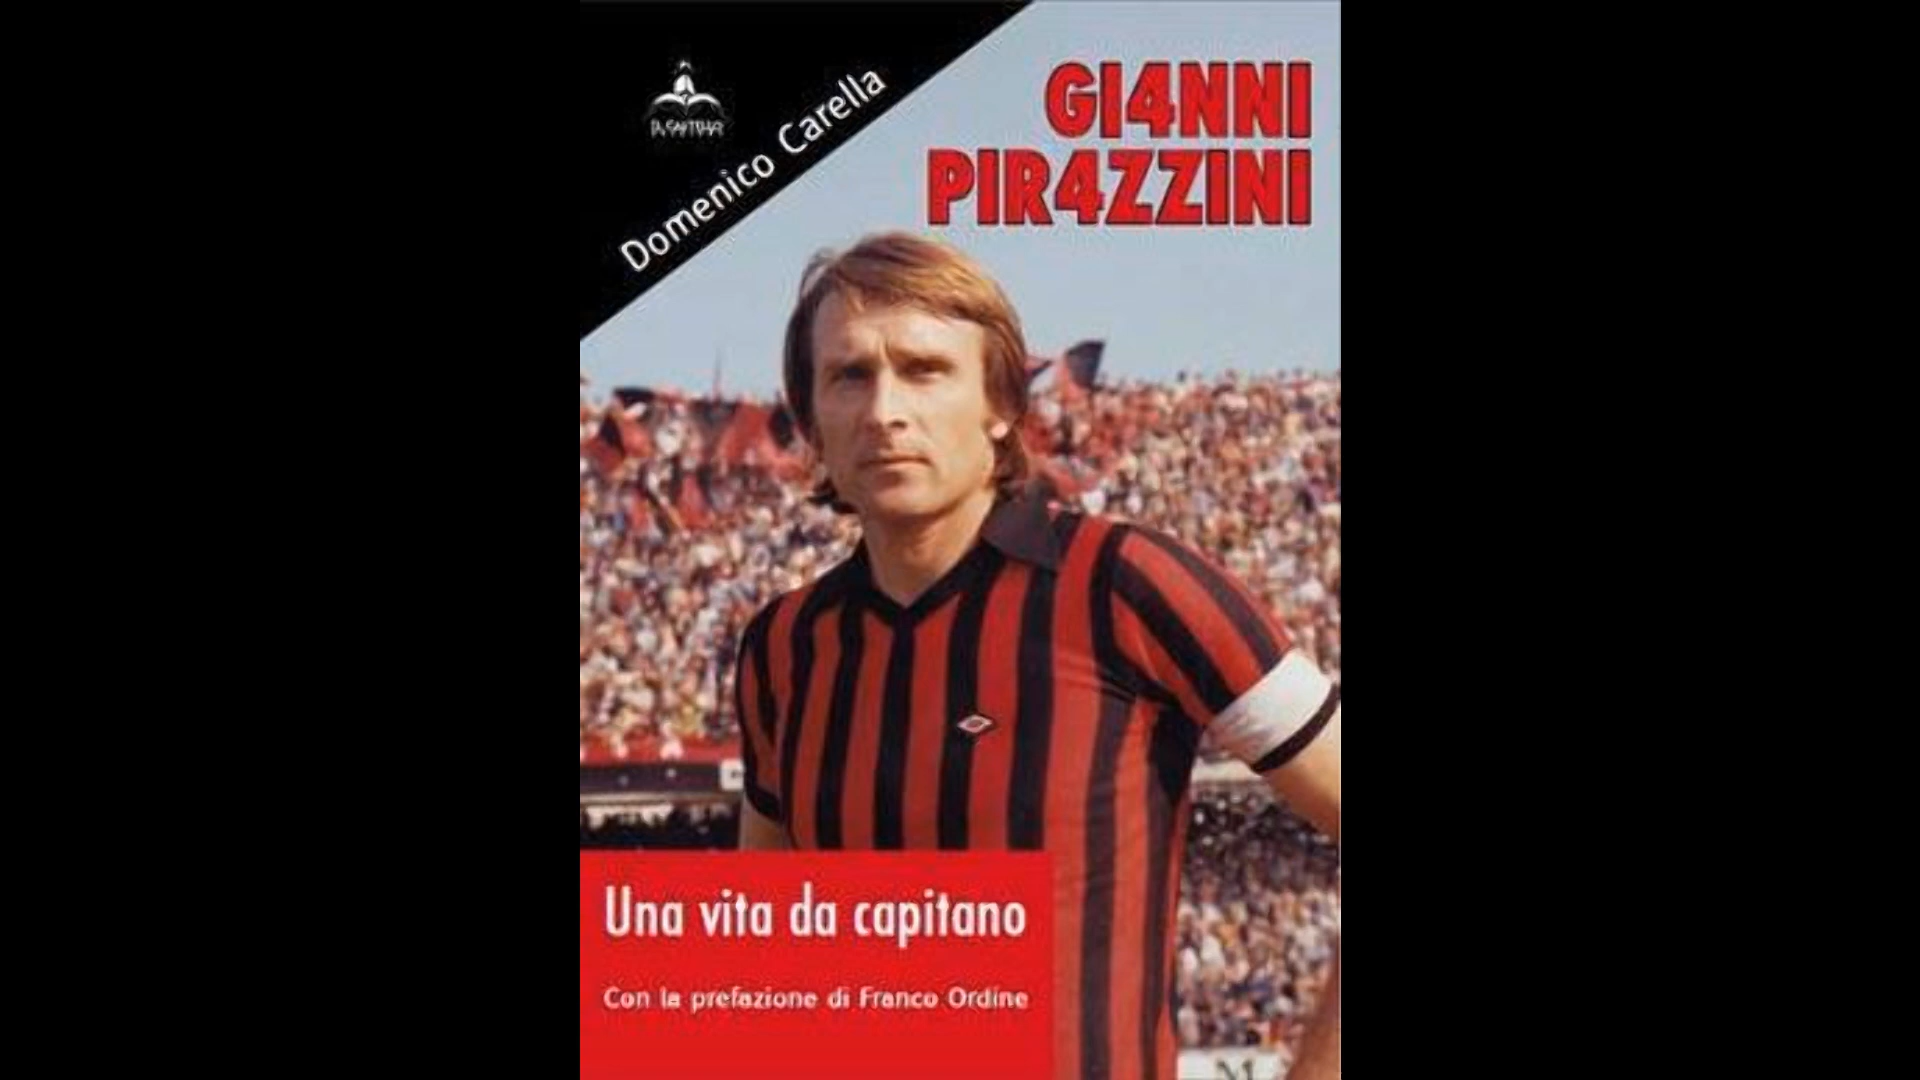 Domenico Carella
GI4NNI
PIR4ZZINI
Una vita da capitano
Con la prefazione di Franco Ordine